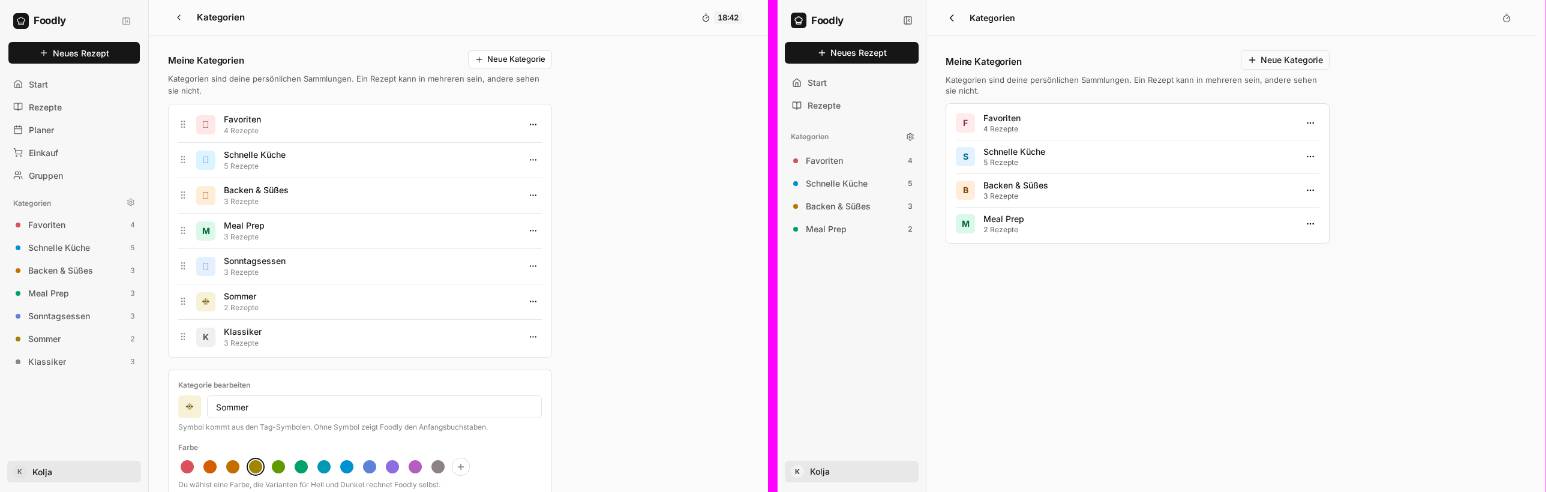 Foodly
Neues Rezept
Start
Rezepte
Planer
Einkauf
Gruppen
Kategorien
Favoriten 4
Schnelle Küche 5
Backen & Süßes 3
Meal Prep 3
Sonntagsessen 3
Sommer 2
Klassiker 3
K Kolja
Kategorien
18:42
Meine Kategorien
Neue Kategorie
Kategorien sind deine persönlichen Sammlungen. Ein Rezept kann in mehreren sein, andere sehen
sie nicht.
Favoriten
4 Rezepte
Schnelle Küche
5 Rezepte
Backen & Süßes
3 Rezepte
M Meal Prep
3 Rezepte
Sonntagsessen
3 Rezepte
Sommer
2 Rezepte
K Klassiker
3 Rezepte
Kategorie bearbeiten
Sommer
Symbol kommt aus den Tag-Symbolen. Ohne Symbol zeigt Foodly den Anfangsbuchstaben.
Farbe
Du wählst eine Farbe, die Varianten für Hell und Dunkel rechnet Foodly selbst.
Foodly
Neues Rezept
Start
Rezepte
Kategorien
Favoriten 4
Schnelle Küche 5
Backen & Süßes 3
Meal Prep 2
K Kolja
Kategorien
Meine Kategorien
Neue Kategorie
Kategorien sind deine persönlichen Sammlungen. Ein Rezept kann in mehreren sein, andere sehen
sie nicht.
F Favoriten
4 Rezepte
S Schnelle Küche
5 Rezepte
B Backen & Süßes
3 Rezepte
M Meal Prep
2 Rezepte